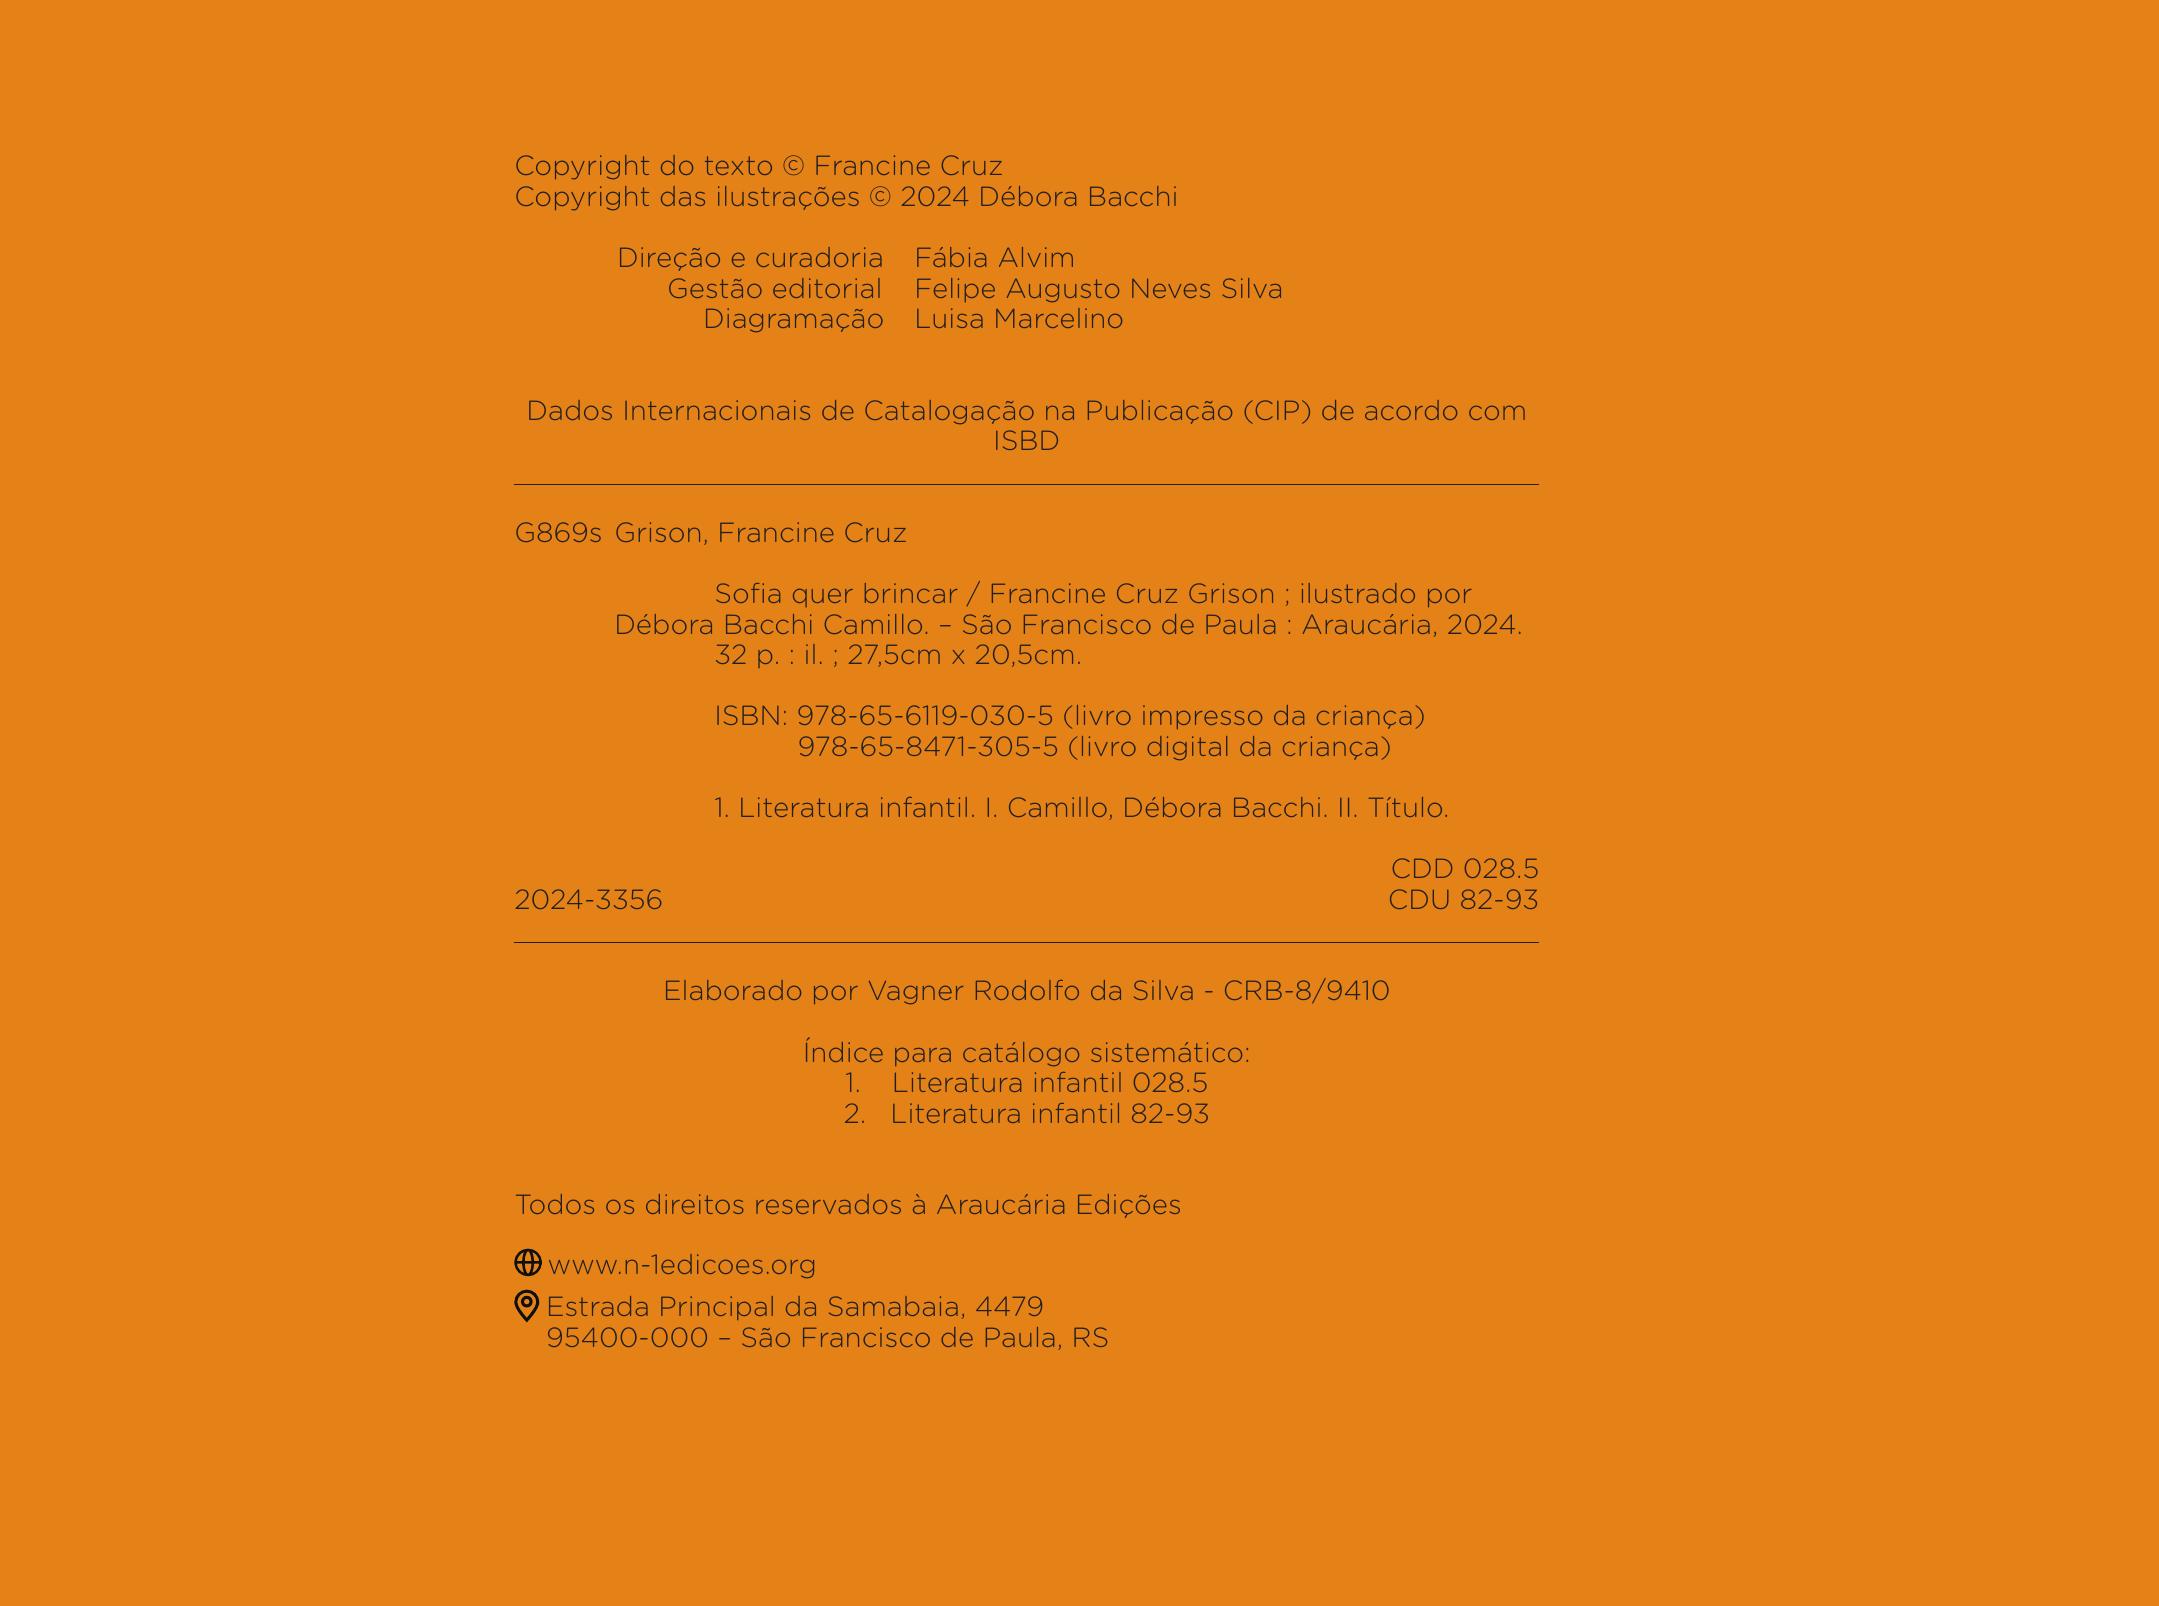 Copyright do texto © Francine Cruz
Copyright das ilustrações © 2024 Débora Bacchi
Direção e curadoria Fábia Alvim
Gestão editorial Felipe Augusto Neves Silva
Diagramação Luisa Marcelino
Dados Internacionais de Catalogação na Publicação (CIP) de acordo com
ISBD
G869s Grison, Francine Cruz
Sofia quer brincar / Francine Cruz Grison ; ilustrado por
Débora Bacchi Camillo. – São Francisco de Paula : Araucária, 2024.
32 p. : il. ; 27,5cm x 20,5cm.
ISBN: 978-65-6119-030-5 (livro impresso da criança)
978-65-8471-305-5 (livro digital da criança)
1. Literatura infantil. I. Camillo, Débora Bacchi. II. Título.
CDD 028.5
2024-3356 CDU 82-93
Elaborado por Vagner Rodolfo da Silva - CRB-8/9410
Índice para catálogo sistemático:
1. Literatura infantil 028.5
2. Literatura infantil 82-93
Todos os direitos reservados à Araucária Edições
www.n-1edicoes.org
Estrada Principal da Samabaia, 4479
95400-000 – São Francisco de Paula, RS